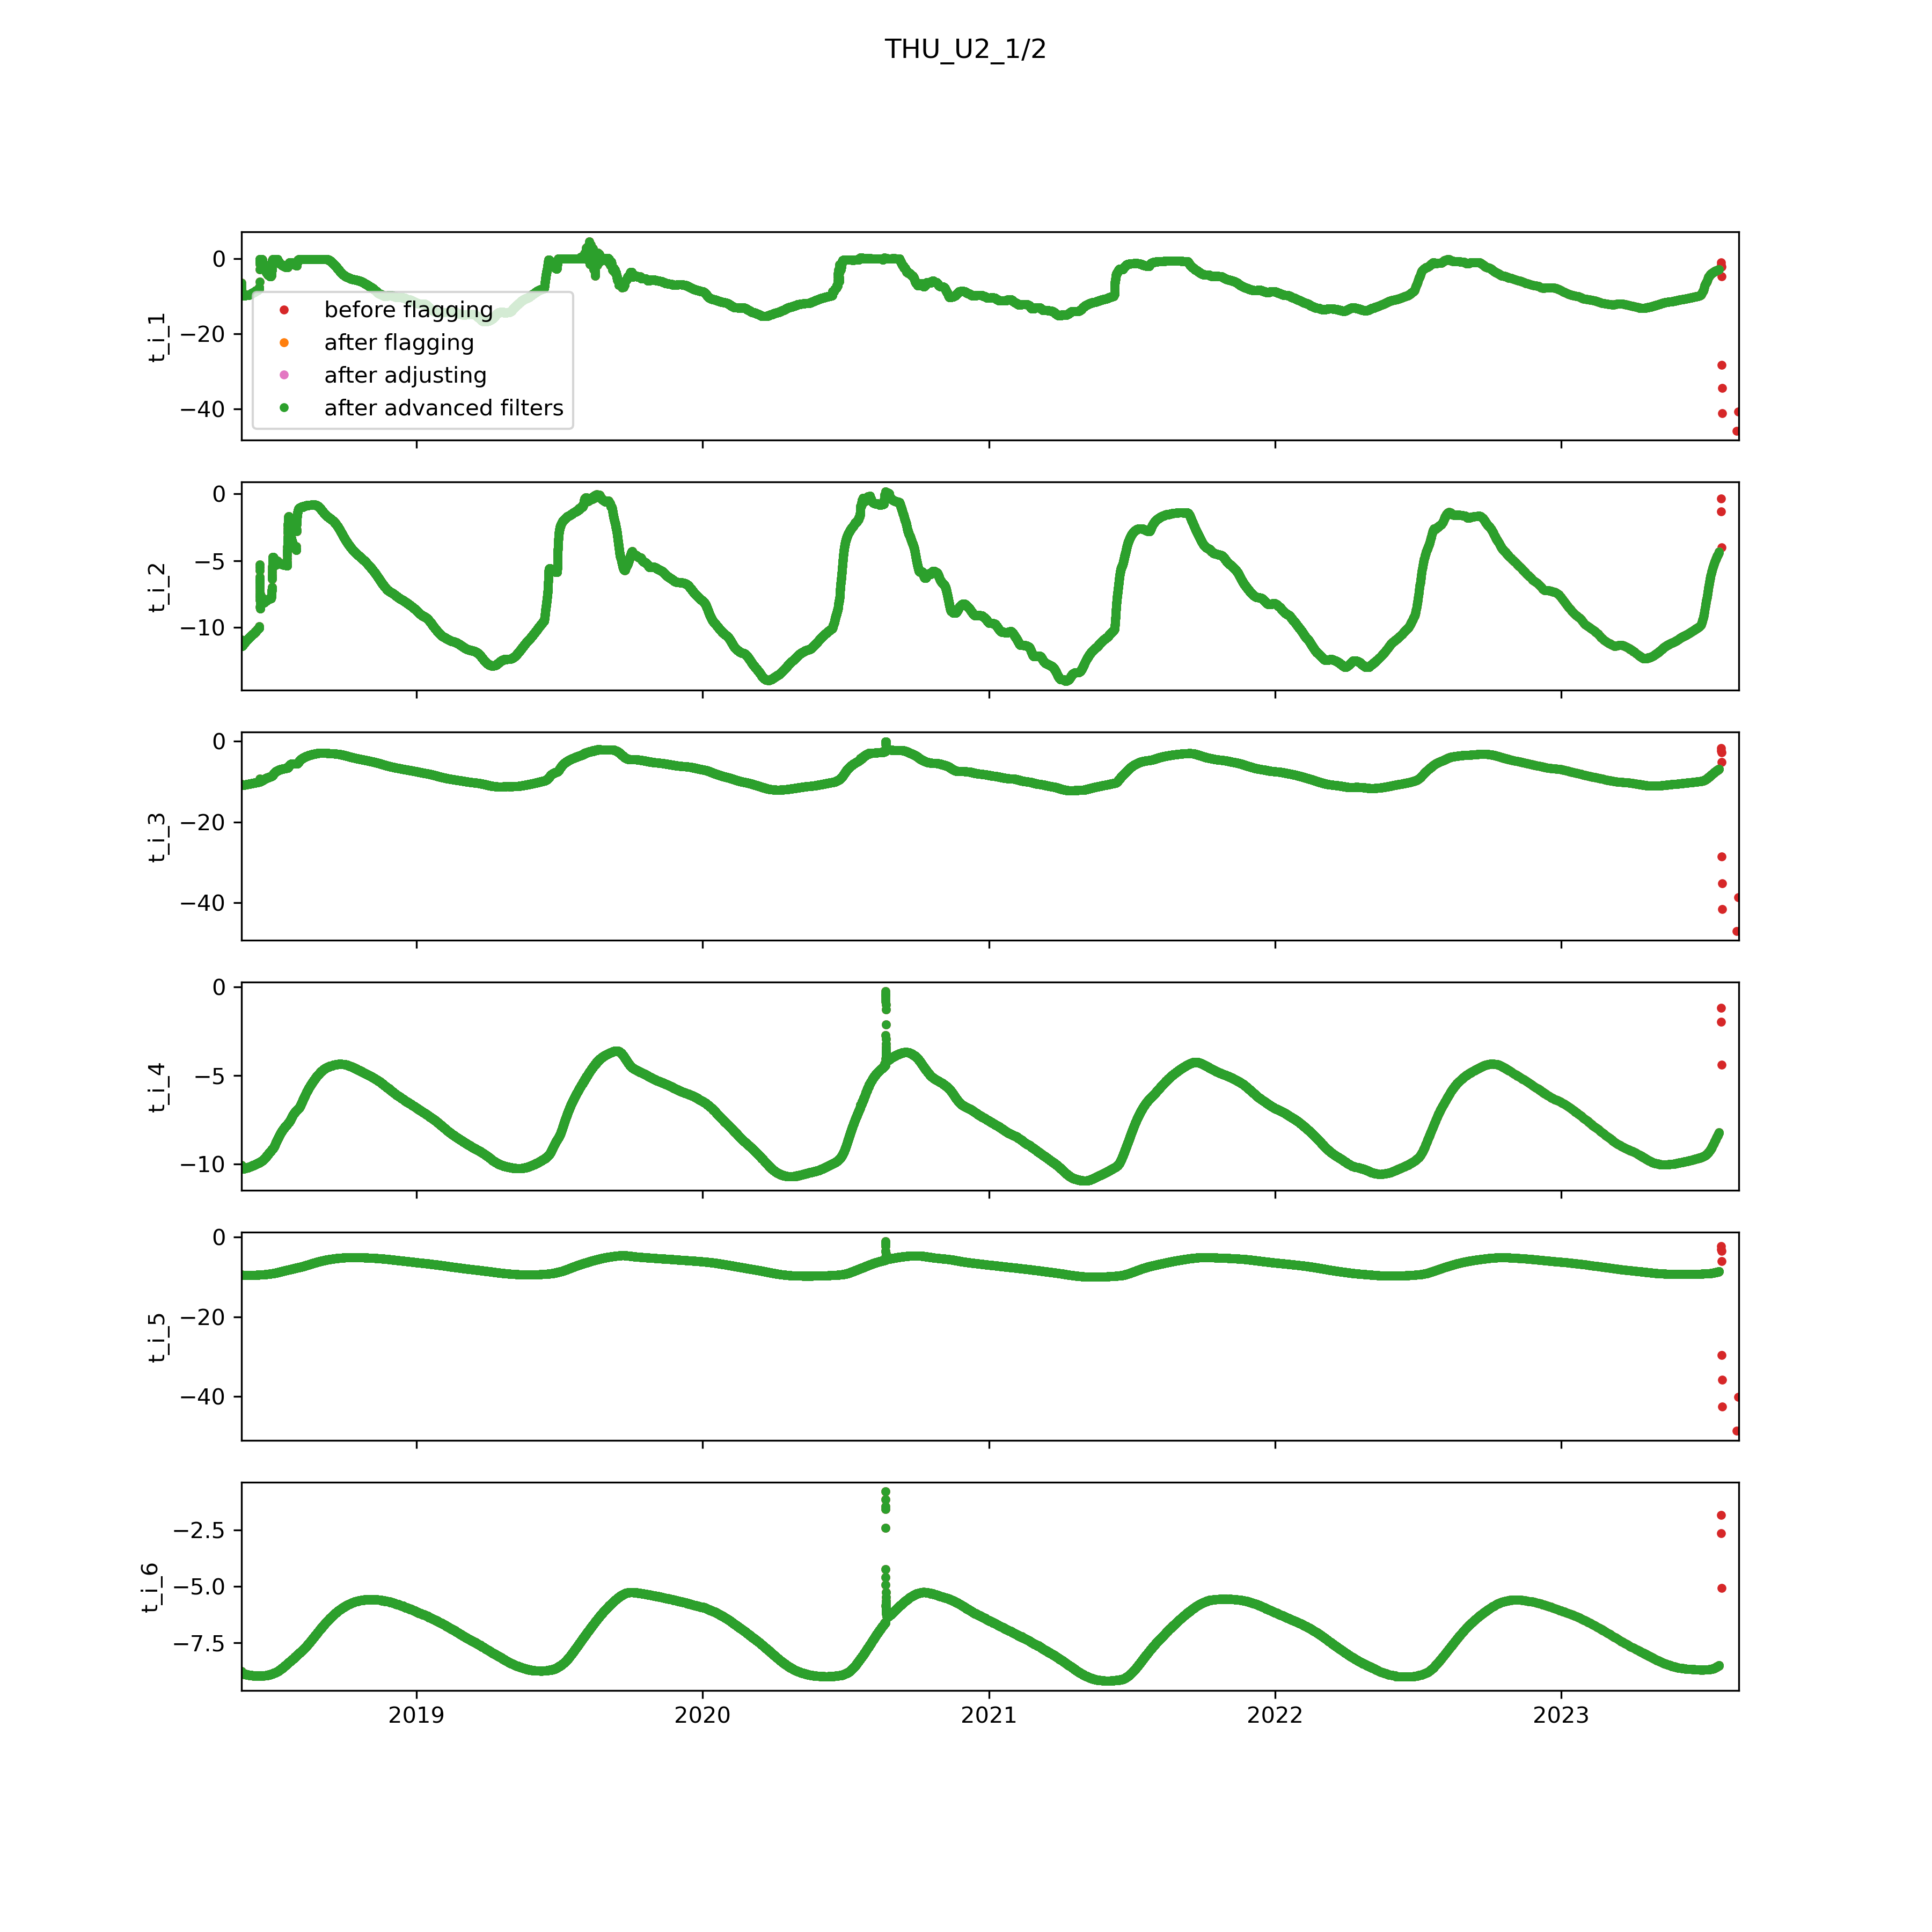 THU_U2_1/2
0
−20
−40
t_i_1
before flagging
after flagging
after adjusting
after advanced filters
0
−5
−10
t_i_2
0
−20
−40
t_i_3
0
−5
−10
t_i_4
0
−20
−40
t_i_5
−2.5
−5.0
−7.5
t_i_6
2019 2020 2021 2022 2023